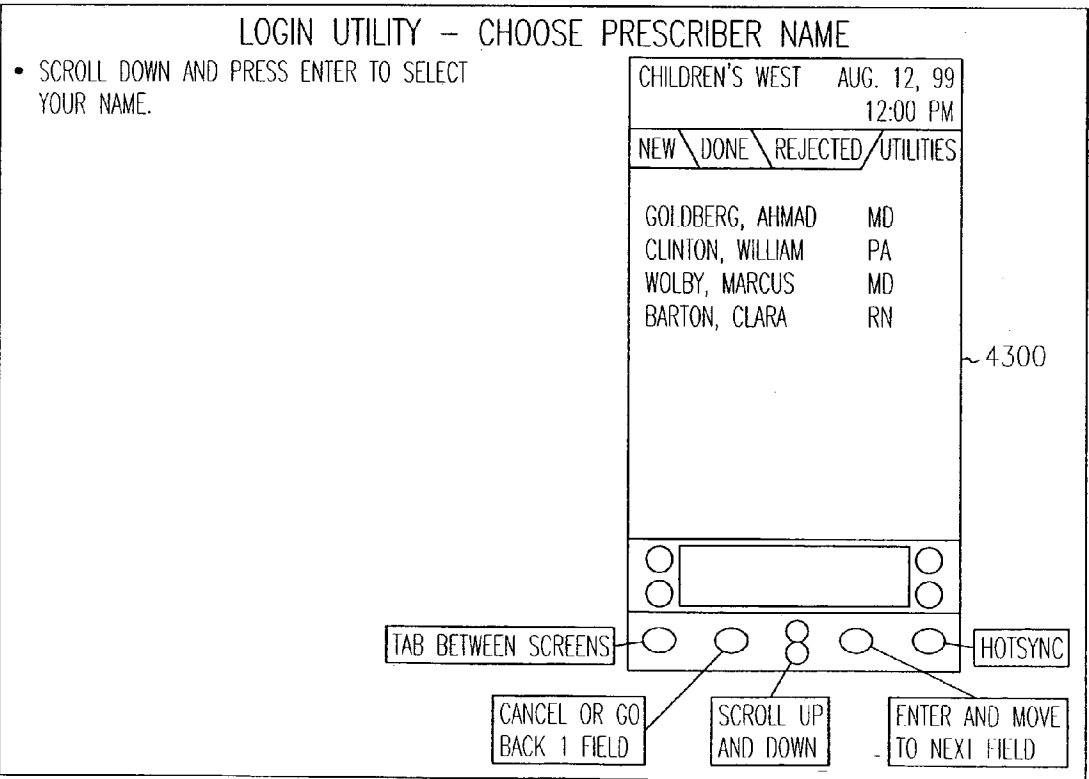 LOGIN UTILITY – CHOOSE PRESCRIBER NAME
• SCROLL DOWN AND PRESS ENTER TO SELECT
YOUR NAME.
CHILDREN'S WEST AUG. 12, 99
12:00 PM
NEW DONE REJECTED UTILITIES
GOLDBERG, AHMAD MD
CLINTON, WILLIAM PA
WOLBY, MARCUS MD
BARTON, CLARA RN
4300
TAB BETWEEN SCREENS
HOTSYNC
CANCEL OR GO
BACK 1 FIELD
SCROLL UP
AND DOWN
ENTER AND MOVE
TO NEXT FIELD